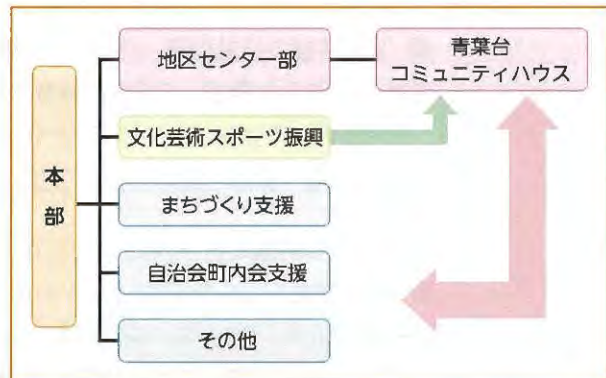 本部
地区センター部
青葉台
コミュニティハウス
文化芸術スポーツ振興
まちづくり支援
自治会町内会支援
その他